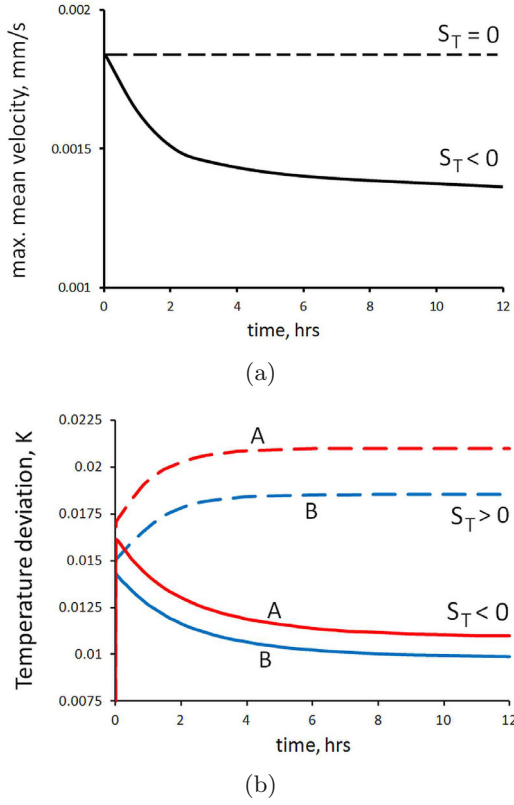 max. mean velocity, mm/s
0.002
0.0015
0.001
S_T = 0
S_T < 0
0 2 4 6 8 10 12
time, hrs
(a)
Temperature deviation, K
0.0225
0.02
0.0175
0.015
0.0125
0.01
0.0075
A
B
S_T > 0
A
B
S_T < 0
0 2 4 6 8 10 12
time, hrs
(b)